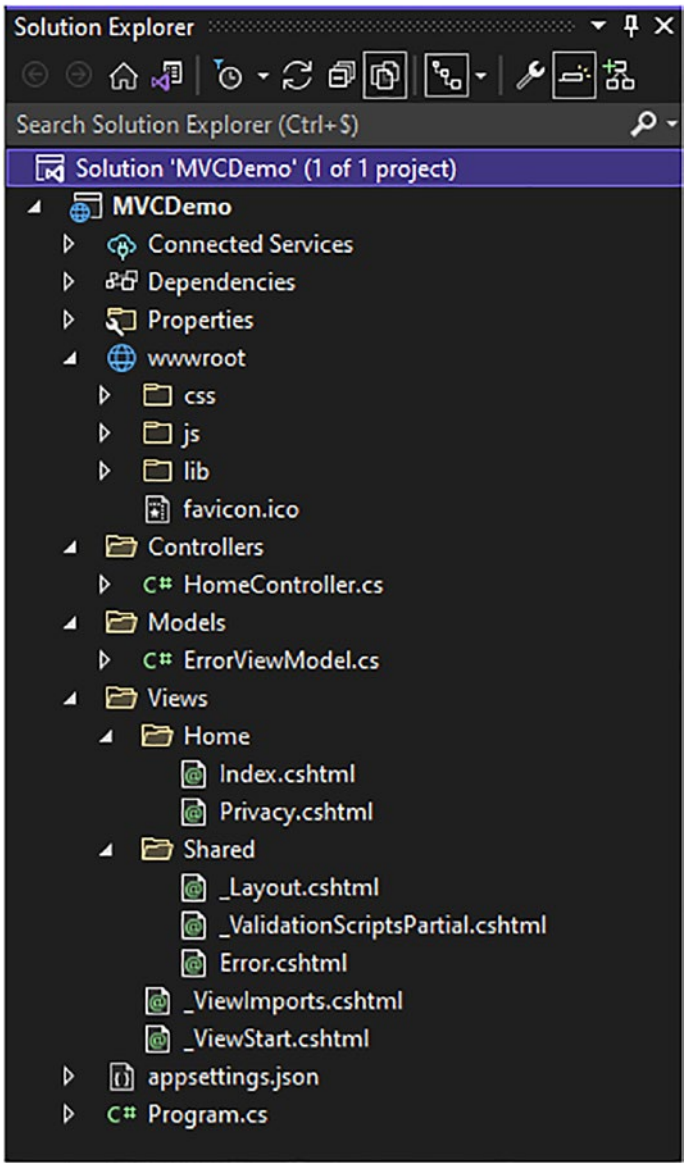 Solution Explorer
Search Solution Explorer (Ctrl+$)
Solution 'MVCDemo' (1 of 1 project)
MVCDemo
Connected Services
Dependencies
Properties
wwwroot
css
js
lib
favicon.ico
Controllers
C# HomeController.cs
Models
C# ErrorViewModel.cs
Views
Home
Index.cshtml
Privacy.cshtml
Shared
_Layout.cshtml
_ValidationScriptsPartial.cshtml
Error.cshtml
_ViewImports.cshtml
_ViewStart.cshtml
appsettings.json
C# Program.cs